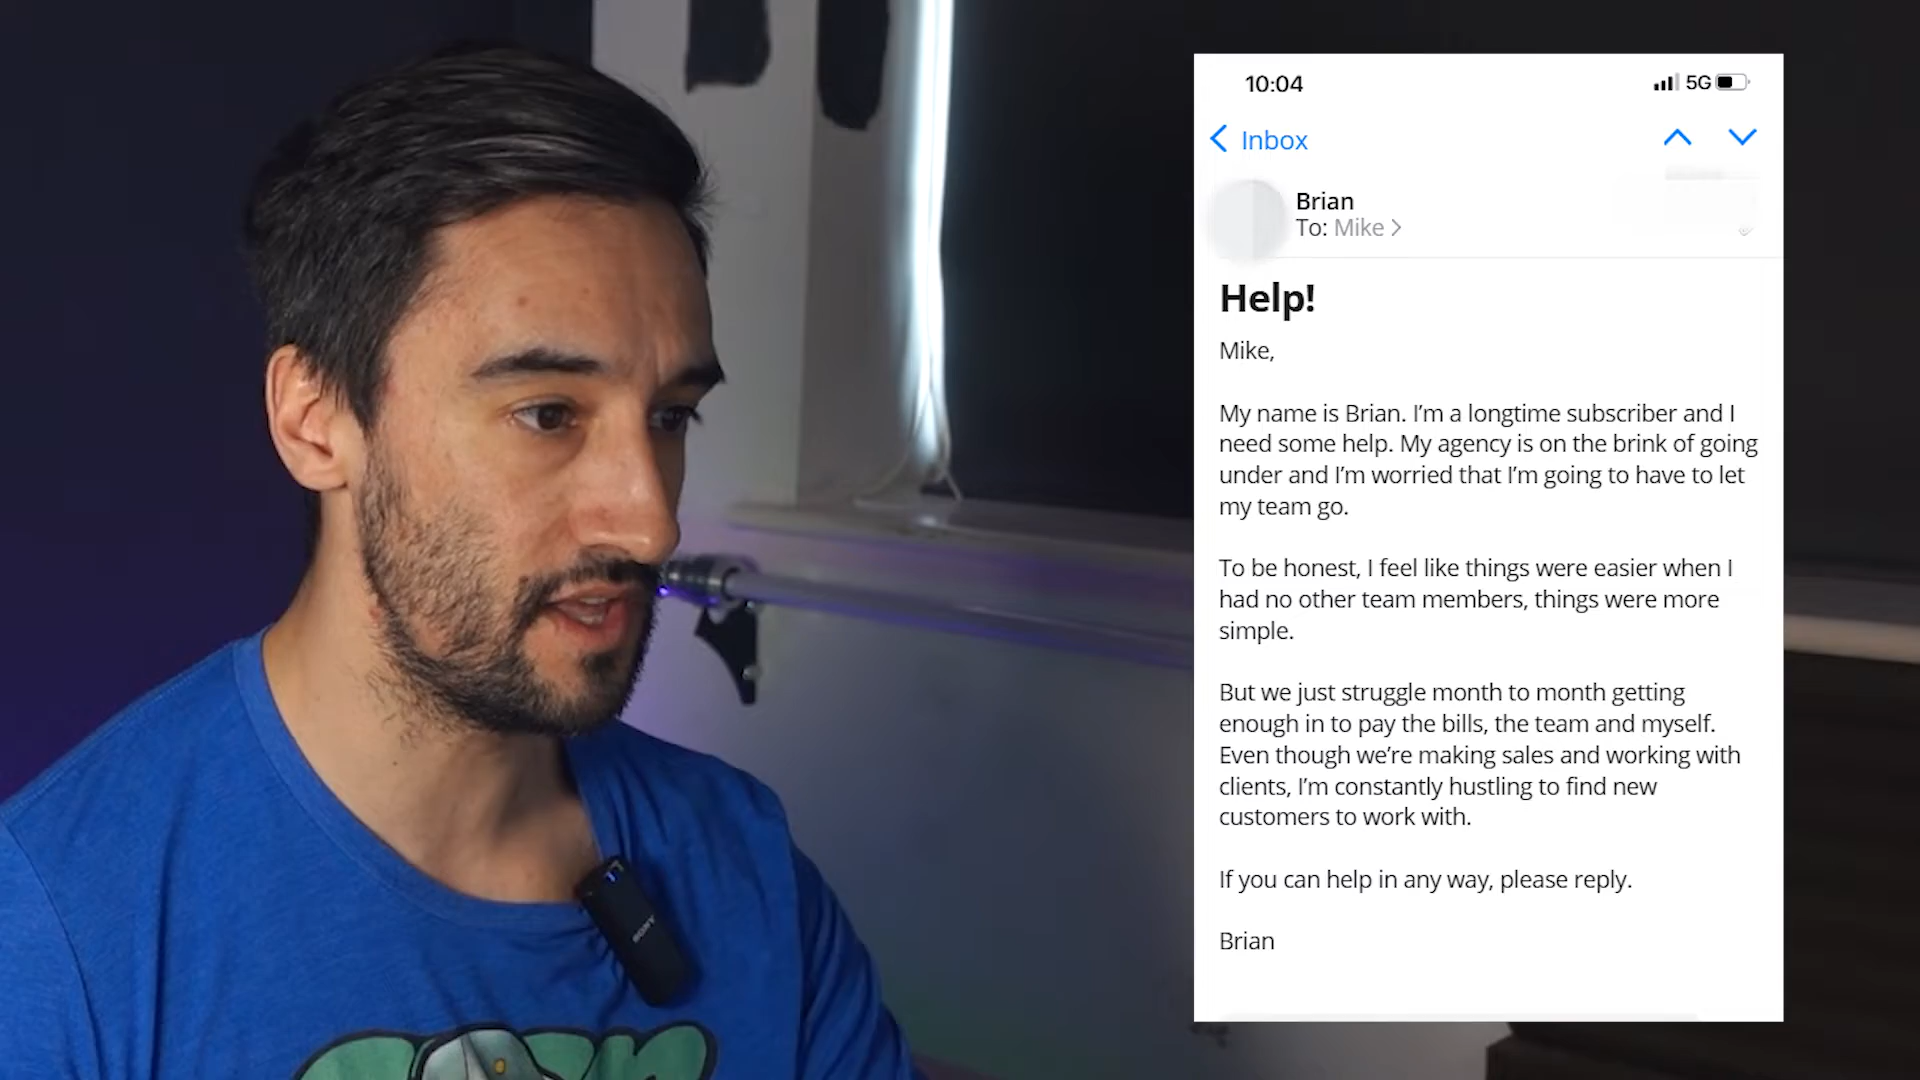 10:04
5G
Inbox
Brian
To: Mike
Help!
Mike,
My name is Brian. I’m a longtime subscriber and I
need some help. My agency is on the brink of going
under and I’m worried that I’m going to have to let
my team go.
To be honest, I feel like things were easier when I
had no other team members, things were more
simple.
But we just struggle month to month getting
enough in to pay the bills, the team and myself.
Even though we’re making sales and working with
clients, I’m constantly hustling to find new
customers to work with.
If you can help in any way, please reply.
Brian
SONY